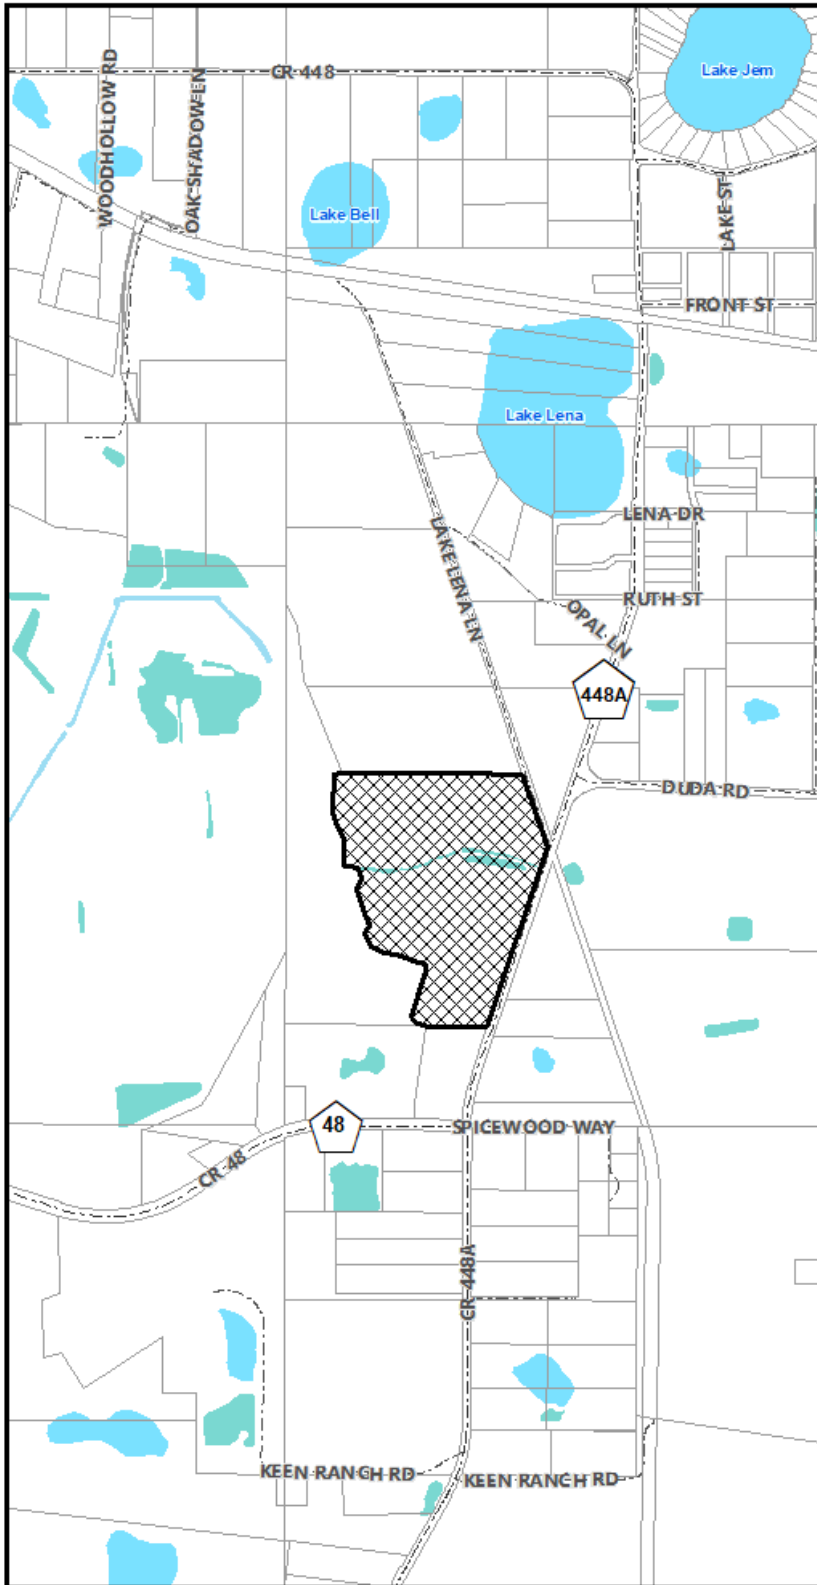 Lake Jem
CR 448
WOODHOLLOW RD
OAK SHADOW LN
LAKE ST
Lake Bell
FRONT ST
Lake Lena
LENA DR
LAKE LENA LN
RUTH ST
OPAL LN
448A
DUDA RD
48
SPICEWOOD WAY
CR 48
CR 448A
KEEN RANCH RD
KEEN RANCH RD